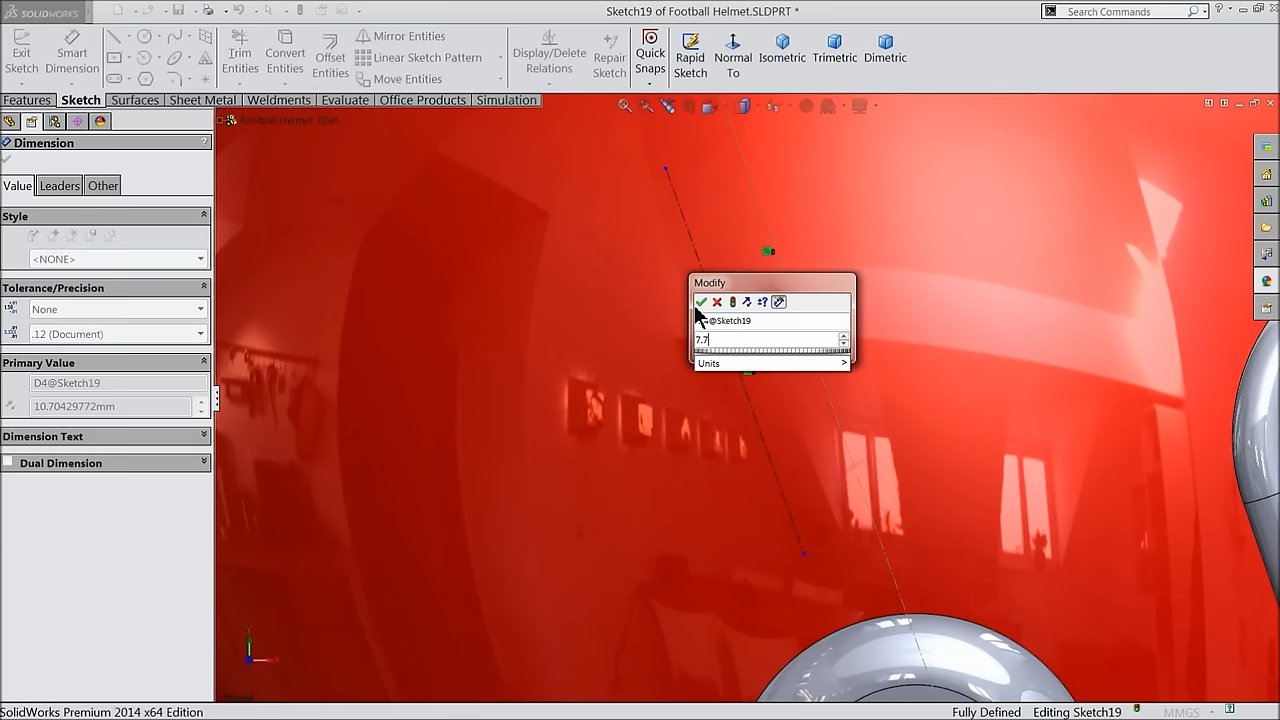 SOLIDWORKS
Sketch19 of Football Helmet.SLDPRT *
Search Commands
Exit Sketch
Smart Dimension
Trim Entities
Convert Entities
Offset Entities
Mirror Entities
Linear Sketch Pattern
Move Entities
Display/Delete Relations
Repair Sketch
Quick Snaps
Rapid Sketch
Normal To
Isometric
Trimetric
Dimetric
Features Sketch Surfaces Sheet Metal Weldments Evaluate Office Products Simulation
Football Helmet (Def...
Dimension
?
Value Leaders Other
Style
<NONE>
Tolerance/Precision
None
.12 (Document)
Primary Value
D4@Sketch19
10.70429772mm
Dimension Text
Dual Dimension
8
Modify
@Sketch19
7.7
Units >
SolidWorks Premium 2014 x64 Edition
Fully Defined
Editing Sketch19
MMGS